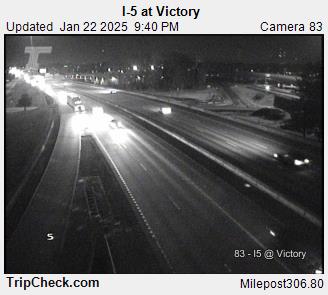 I-5 at Victory
Updated Jan 22 2025 9:40 PM Camera 83
S
83 - I5 @ Victory
TripCheck.com Milepost306.80